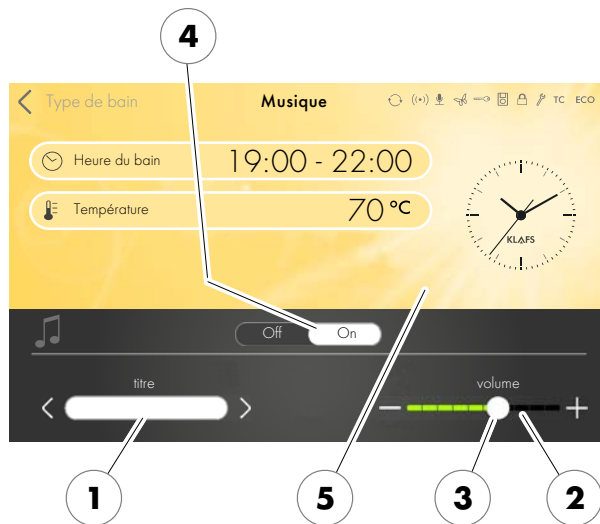 4
Type de bain Musique TC ECO
Heure du bain 19:00 - 22:00
Température 70 °C
KLAFS
Off On
titre volume
1 5 3 2